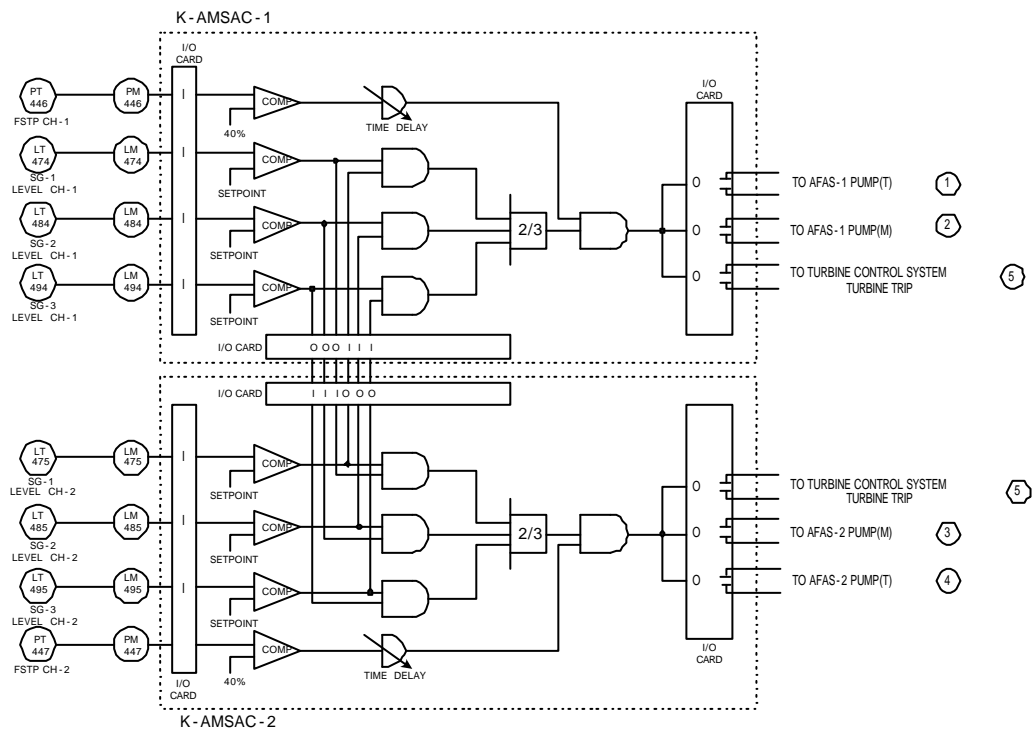 K-AMSAC-1
I/O
CARD
I/O
CARD
PT
446
PM
446
I
COMP
FSTP CH-1
40%
TIME DELAY
LT
474
LM
474
I
COMP
SG-1
LEVEL CH-1
SETPOINT
O
TO AFAS-1 PUMP(T)
1
LT
484
LM
484
I
COMP
SG-2
LEVEL CH-1
SETPOINT
2/3
O
TO AFAS-1 PUMP(M)
2
LT
494
LM
494
I
COMP
SG-3
LEVEL CH-1
SETPOINT
O
TO TURBINE CONTROL SYSTEM
TURBINE TRIP
5
I/O CARD
O O O I I I
I/O CARD
I I I O O O
LT
475
LM
475
I
COMP
SG-1
LEVEL CH-2
SETPOINT
O
TO TURBINE CONTROL SYSTEM
TURBINE TRIP
5
LT
485
LM
485
I
COMP
SG-2
LEVEL CH-2
SETPOINT
2/3
O
TO AFAS-2 PUMP(M)
3
LT
495
LM
495
I
COMP
SG-3
LEVEL CH-2
SETPOINT
O
TO AFAS-2 PUMP(T)
4
PT
447
PM
447
I
COMP
FSTP CH-2
40%
TIME DELAY
I/O
CARD
I/O
CARD
K-AMSAC-2